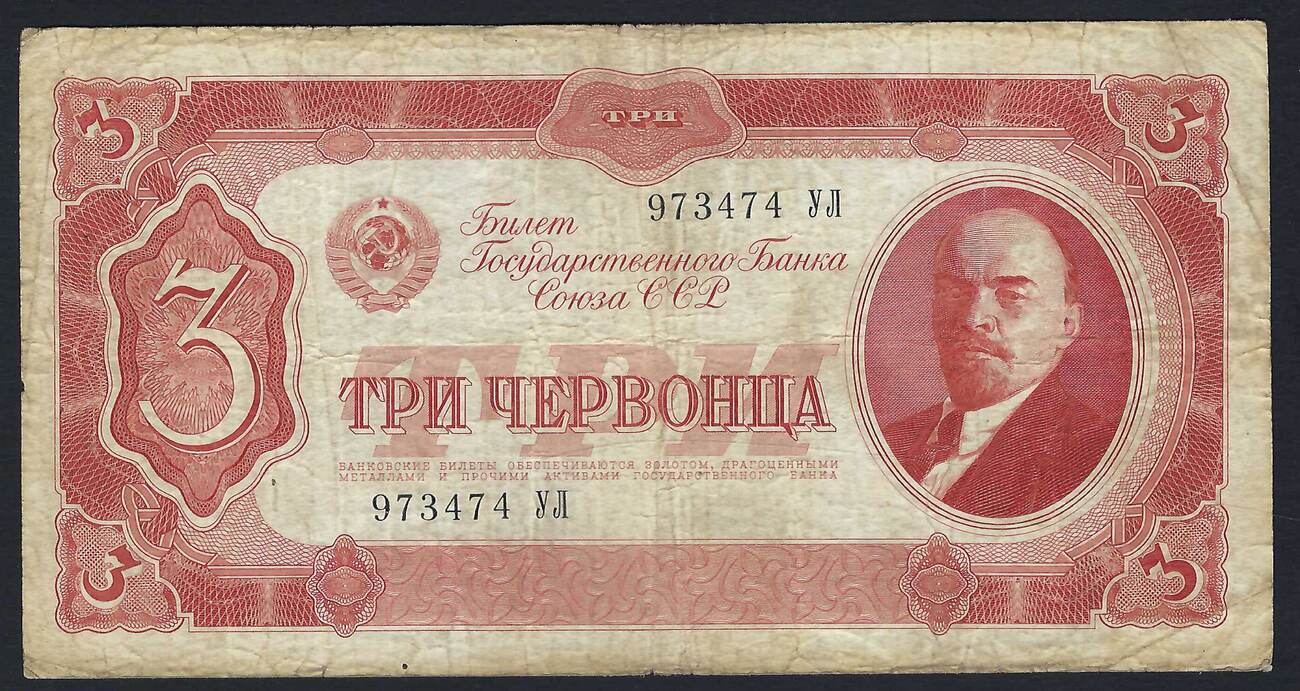 3
ТРИ
3
973474 УЛ
Билет
Государственного Банка
Союза ССР
3
ТРИ
ТРИ ЧЕРВОНЦА
БАНКОВСКИЕ БИЛЕТЫ ОБЕСПЕЧИВАЮТСЯ ЗОЛОТОМ, ДРАГОЦЕННЫМИ
МЕТАЛЛАМИ И ПРОЧИМИ АКТИВАМИ ГОСУДАРСТВЕННОГО БАНКА
973474 УЛ
3
3